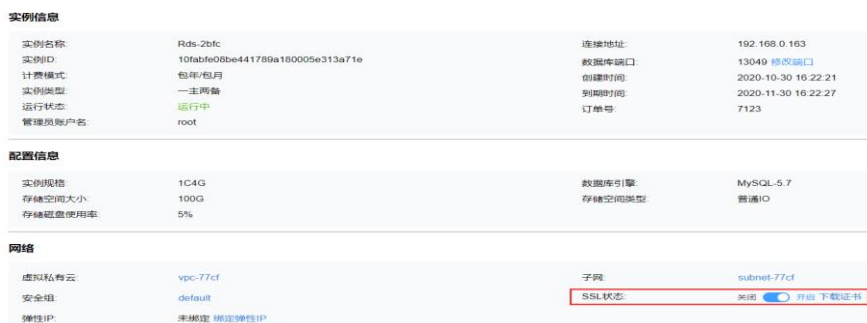 实例信息
实例名称: Rds-2bfc 连接地址: 192.168.0.163
实例ID: 10fabfe08be441789a180005e313a71e 数据库端口: 13049 修改端口
计费模式: 包年/包月 创建时间: 2020-10-30 16:22:21
实例类型: 一主两备 到期时间: 2020-11-30 16:22:27
运行状态: 运行中 订单号: 7123
管理员账户名: root
配置信息
实例规格: 1C4G 数据库引擎: MySQL-5.7
存储空间大小: 100G 存储空间类型: 普通IO
存储磁盘使用率: 5%
网络
虚拟私有云: vpc-77cf 子网: subnet-77cf
安全组: default SSL状态: 关闭 开启 下载证书
弹性IP: 未绑定 绑定弹性IP